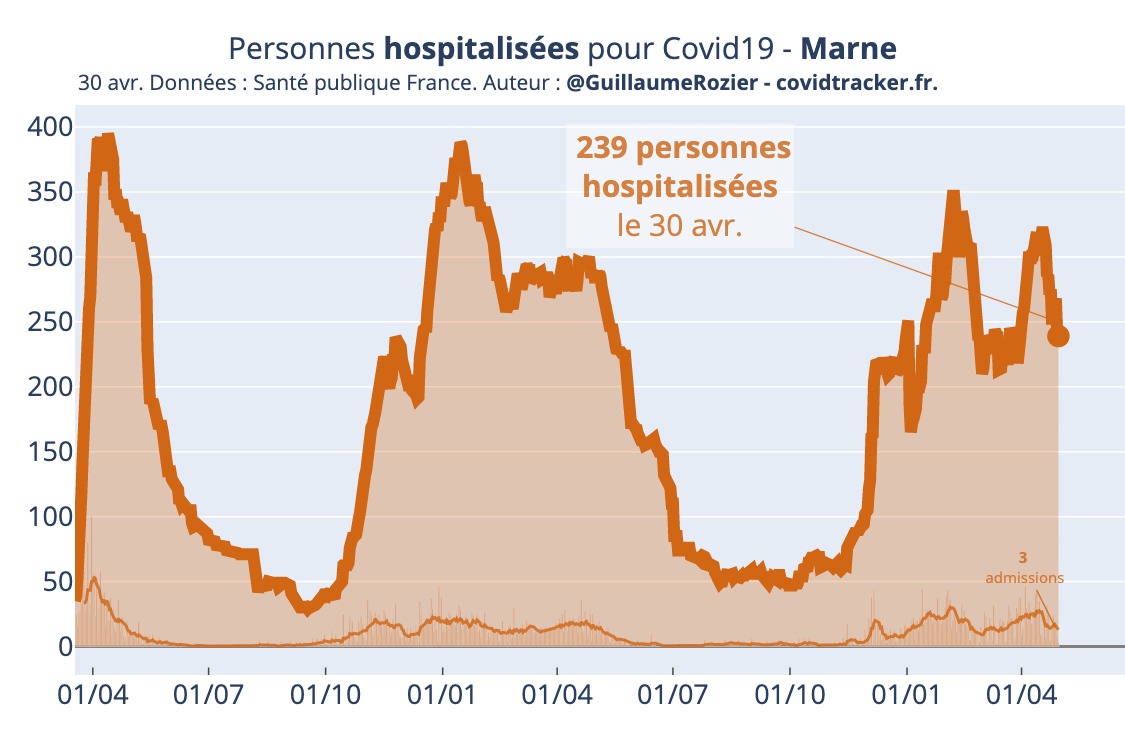 Personnes hospitalisées pour Covid19 - Marne
30 avr. Données : Santé publique France. Auteur : @GuillaumeRozier - covidtracker.fr.
400
350
300
250
200
150
100
50
0
239 personnes
hospitalisées
le 30 avr.
3
admissions
01/04 01/07 01/10 01/01 01/04 01/07 01/10 01/01 01/04